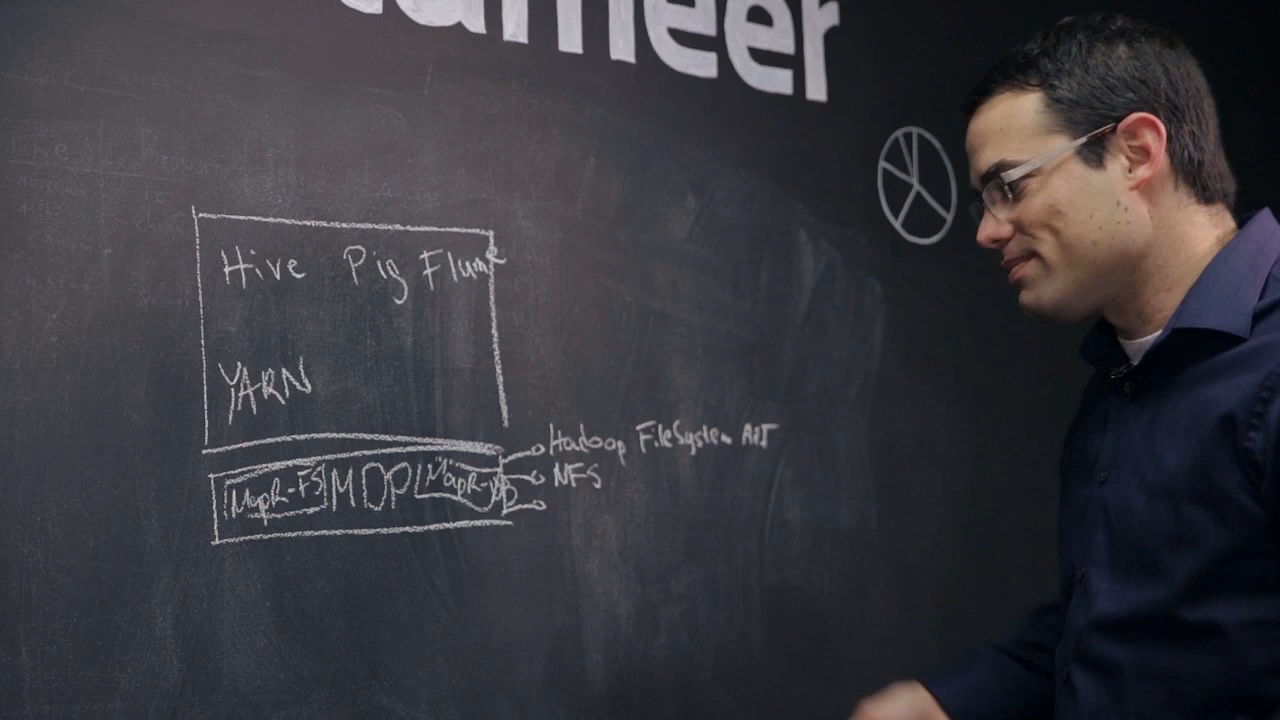 ameer
Hive Pig Flume
YARN
Hadoop FileSystem API
MapR-FS MDP MapR-DB
NFS